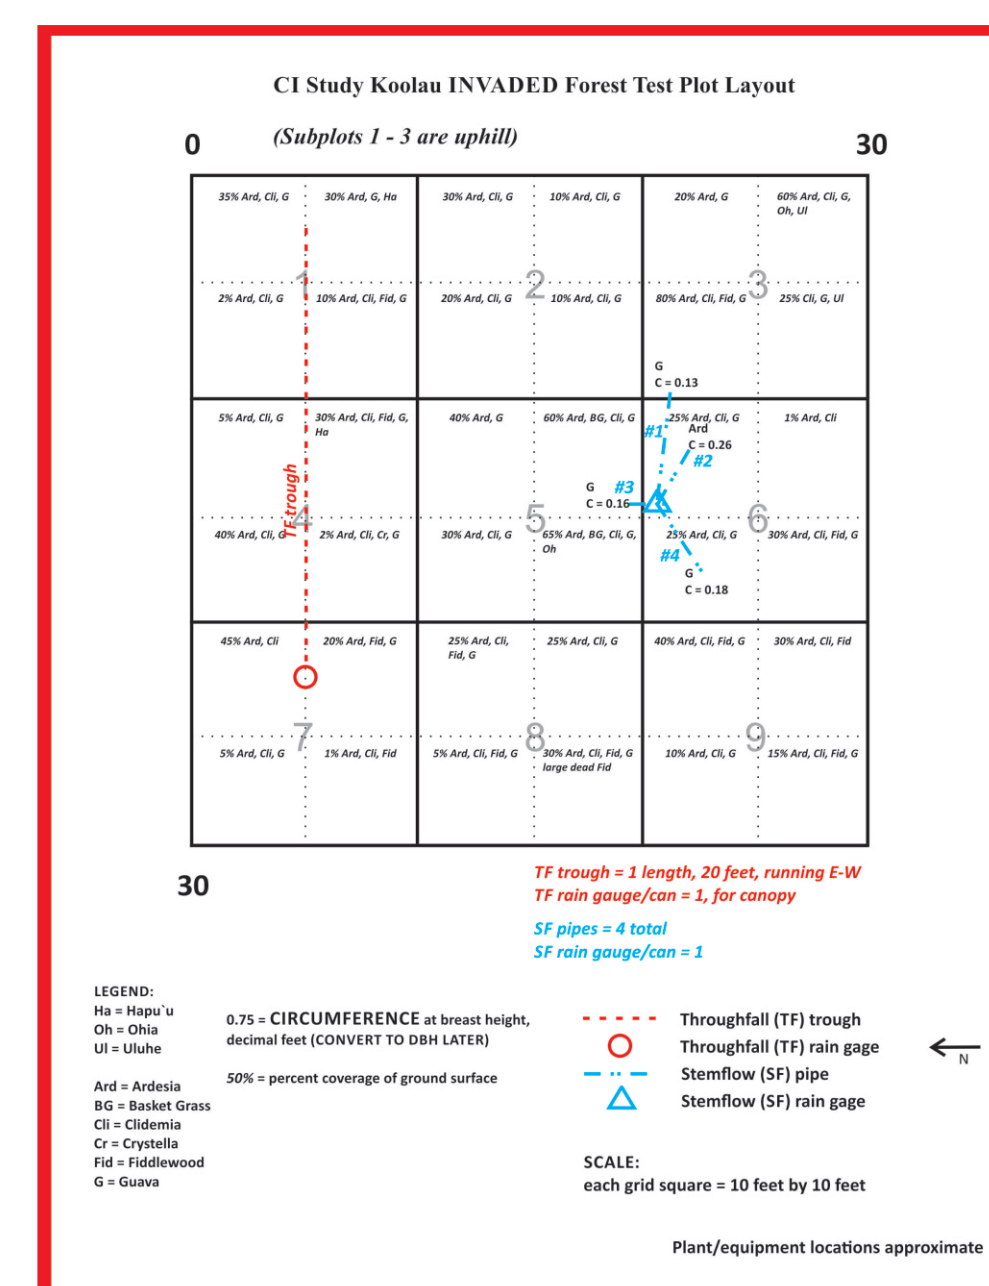 CI Study Koolau INVADED Forest Test Plot Layout
(Subplots 1 - 3 are uphill)
0
30
35% Ard, Cli, G
30% Ard, G, Ha
30% Ard, Cli, G
10% Ard, Cli, G
20% Ard, G
60% Ard, Cli, G,
Oh, Ul
1
2
3
2% Ard, Cli, G
10% Ard, Cli, Fid, G
20% Ard, Cli, G
10% Ard, Cli, G
80% Ard, Cli, Fid, G
25% Cli, G, Ul
G
C = 0.13
5% Ard, Cli, G
30% Ard, Cli, Fid, G,
Ha
40% Ard, G
60% Ard, BG, Cli, G
25% Ard, Cli, G
1% Ard, Cli
#1
Ard
C = 0.26
#2
TF trough
G
C = 0.16
#3
4
5
6
40% Ard, Cli, G
2% Ard, Cli, Cr, G
30% Ard, Cli, G
65% Ard, BG, Cli, G,
Oh
25% Ard, Cli, G
30% Ard, Cli, Fid, G
#4
G
C = 0.18
45% Ard, Cli
20% Ard, Fid, G
25% Ard, Cli,
Fid, G
25% Ard, Cli, G
40% Ard, Cli, Fid, G
30% Ard, Cli, Fid
7
8
9
5% Ard, Cli, G
1% Ard, Cli, Fid
5% Ard, Cli, Fid, G
30% Ard, Cli, Fid, G
large dead Fid
10% Ard, Cli, G
15% Ard, Cli, Fid, G
30
TF trough = 1 length, 20 feet, running E-W
TF rain gauge/can = 1, for canopy
SF pipes = 4 total
SF rain gauge/can = 1
LEGEND:
Ha = Hapu`u
Oh = Ohia
Ul = Uluhe
Ard = Ardesia
BG = Basket Grass
Cli = Clidemia
Cr = Crystella
Fid = Fiddlewood
G = Guava
0.75 = CIRCUMFERENCE at breast height,
decimal feet (CONVERT TO DBH LATER)
50% = percent coverage of ground surface
Throughfall (TF) trough
Throughfall (TF) rain gage
Stemflow (SF) pipe
Stemflow (SF) rain gage
N
SCALE:
each grid square = 10 feet by 10 feet
Plant/equipment locations approximate